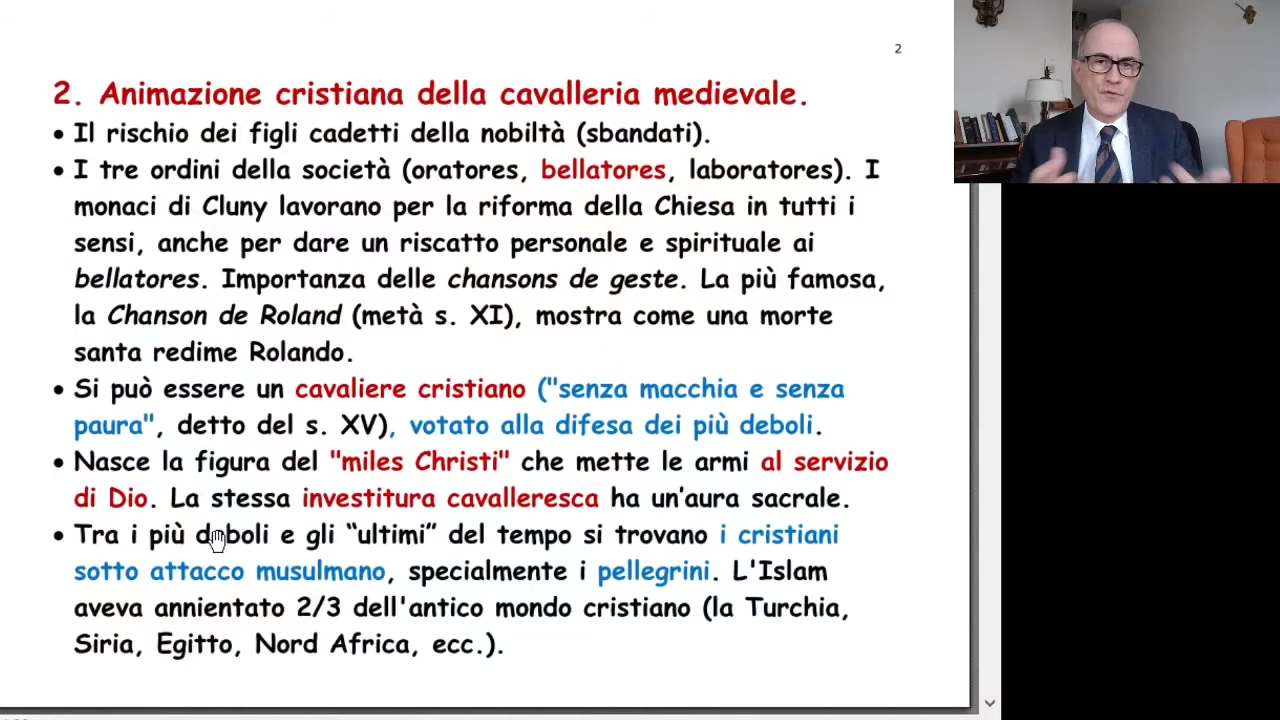 2
2. Animazione cristiana della cavalleria medievale.
• Il rischio dei figli cadetti della nobiltà (sbandati).
• I tre ordini della società (oratores, bellatores, laboratores). I
monaci di Cluny lavorano per la riforma della Chiesa in tutti i
sensi, anche per dare un riscatto personale e spirituale ai
bellatores. Importanza delle chansons de geste. La più famosa,
la Chanson de Roland (metà s. XI), mostra come una morte
santa redime Rolando.
• Si può essere un cavaliere cristiano ("senza macchia e senza
paura", detto del s. XV), votato alla difesa dei più deboli.
• Nasce la figura del "miles Christi" che mette le armi al servizio
di Dio. La stessa investitura cavalleresca ha un’aura sacrale.
• Tra i più deboli e gli “ultimi” del tempo si trovano i cristiani
sotto attacco musulmano, specialmente i pellegrini. L'Islam
aveva annientato 2/3 dell'antico mondo cristiano (la Turchia,
Siria, Egitto, Nord Africa, ecc.).